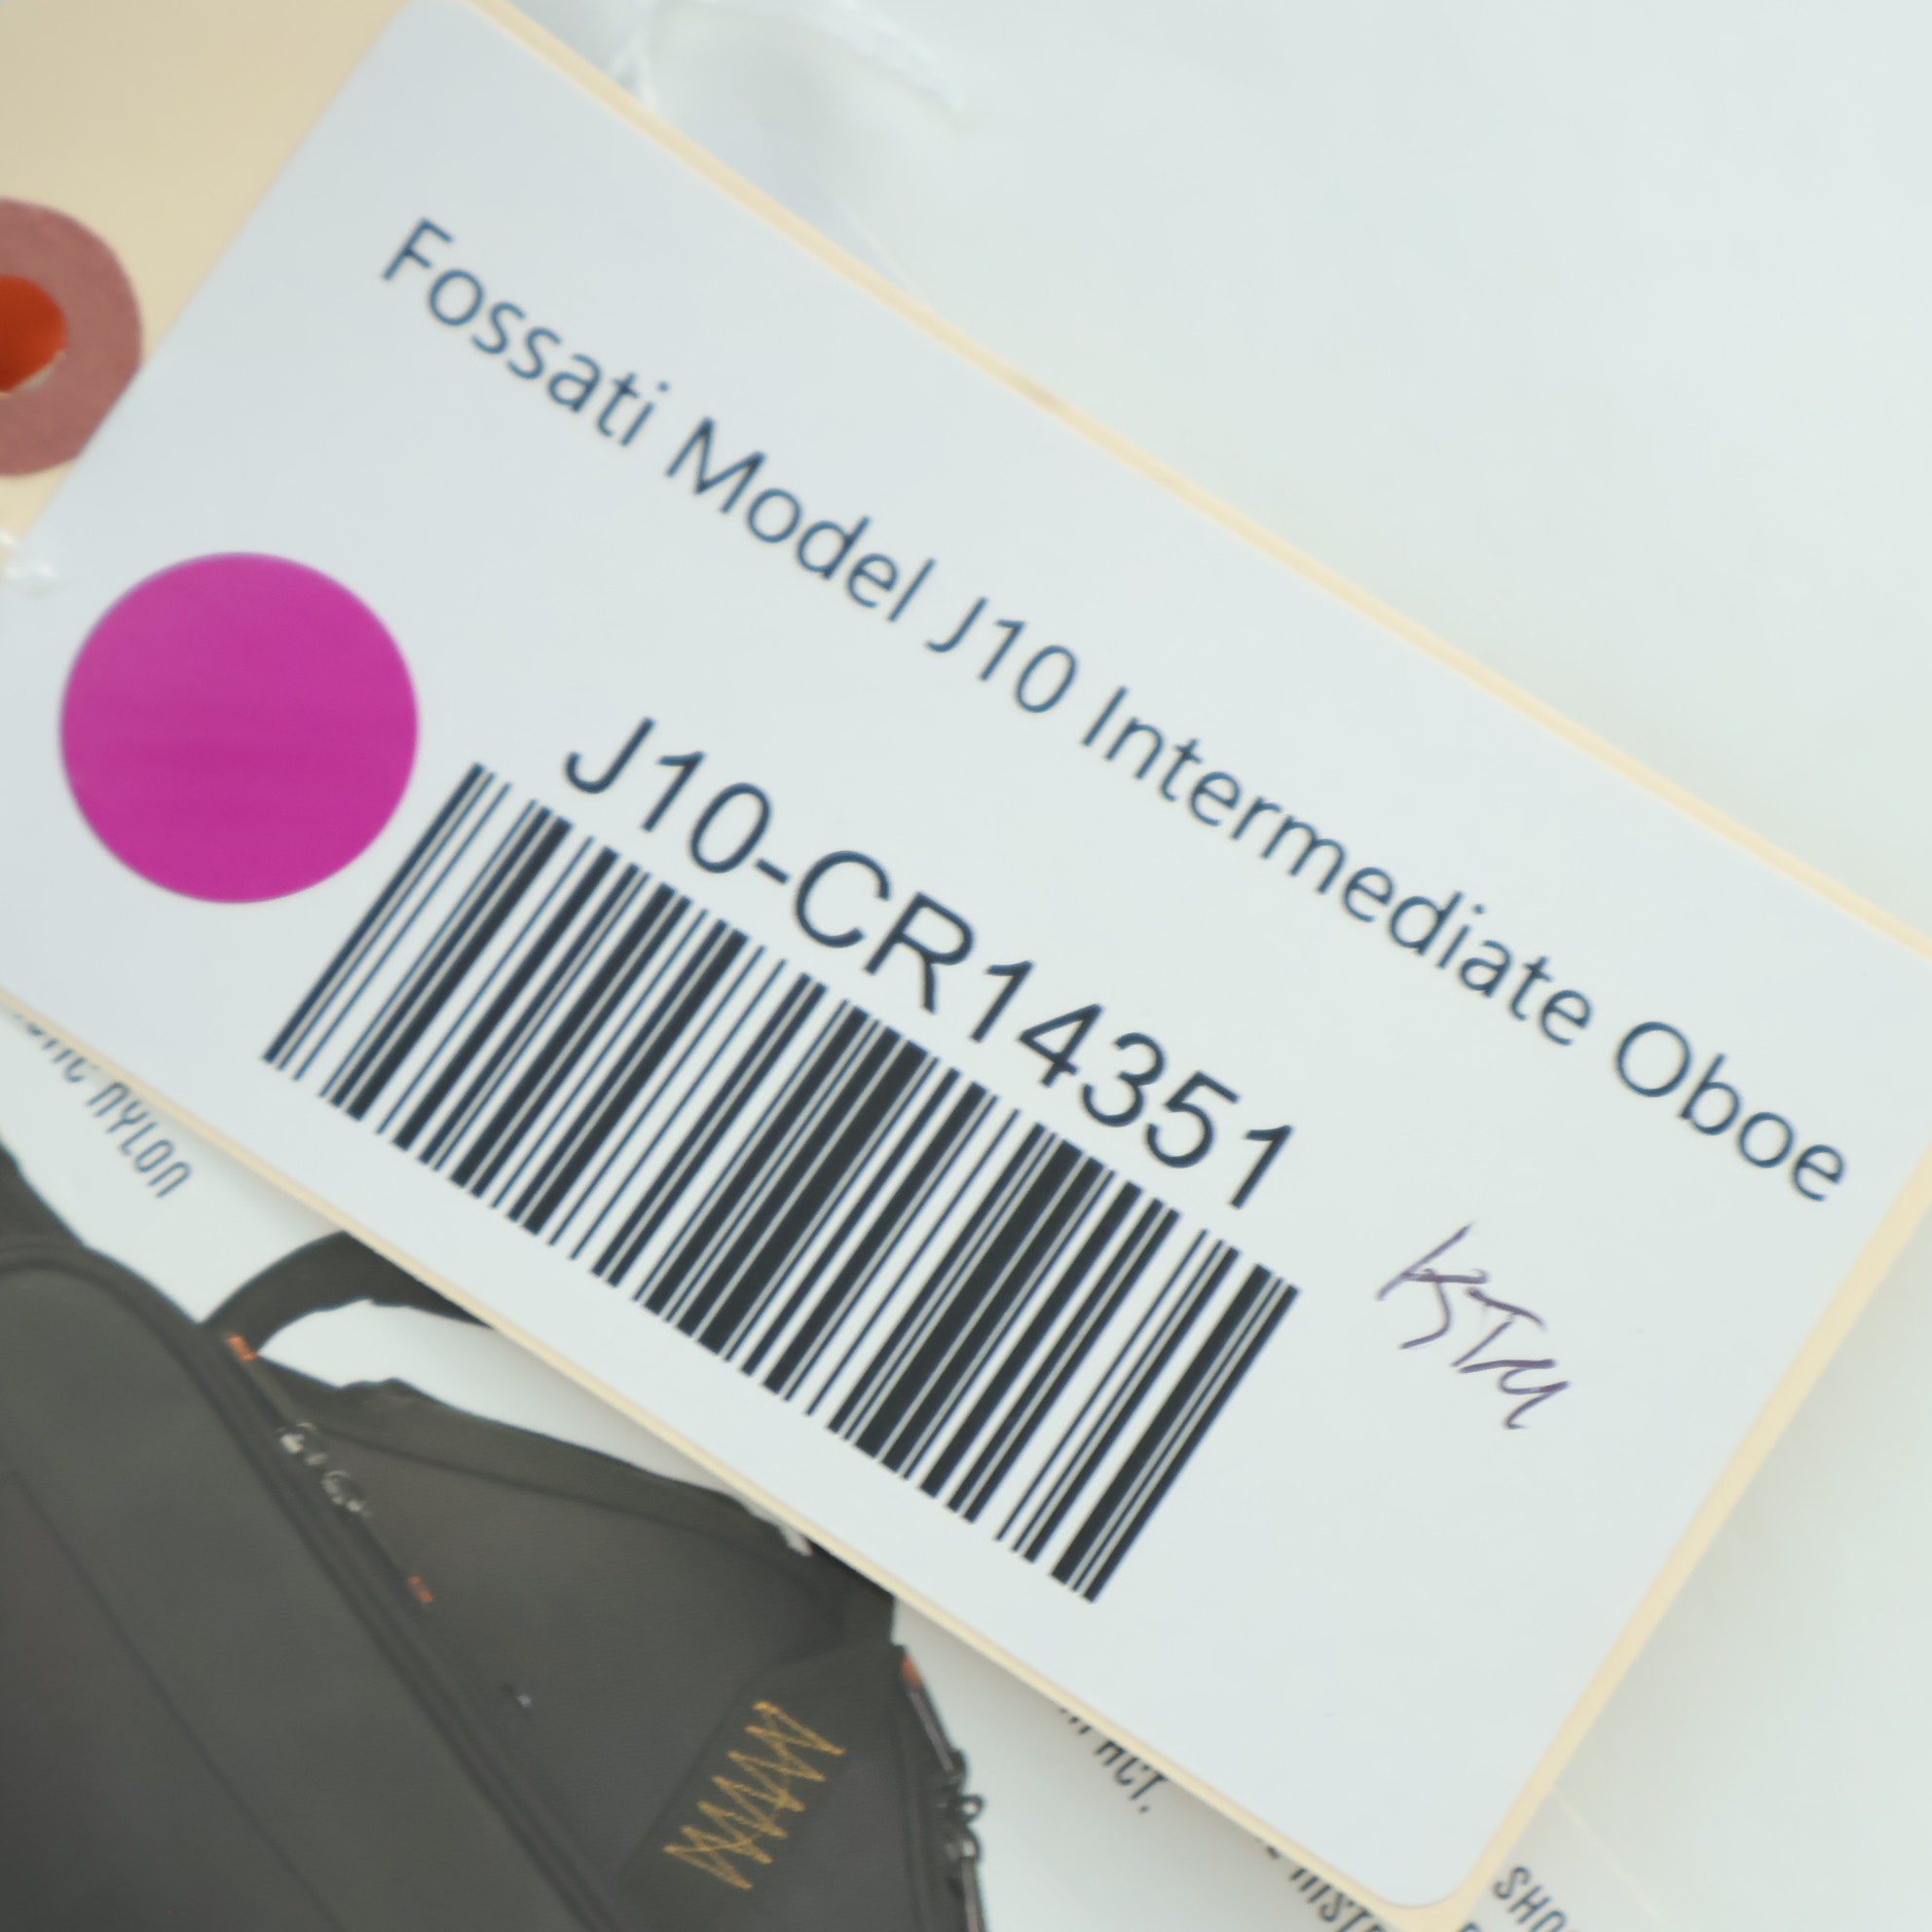 Fossati Model J10 Intermediate Oboe
J10-CR14351
NYLON